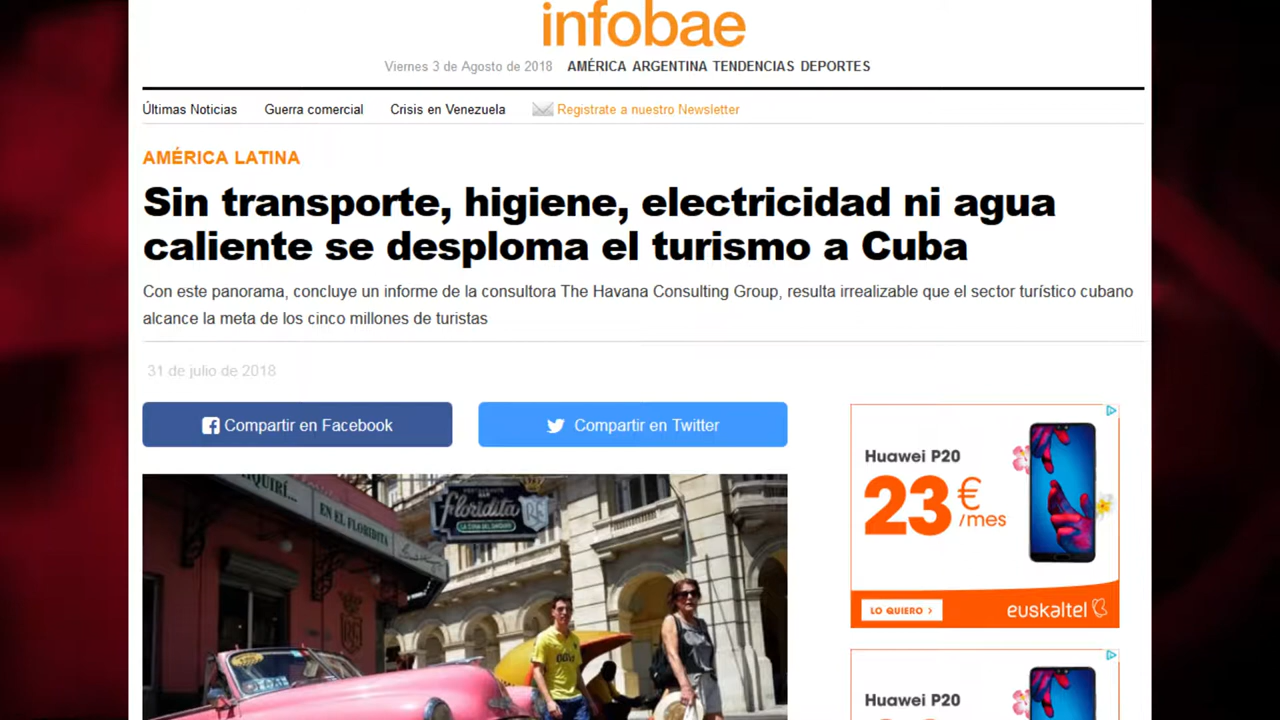 infobae
Viernes 3 de Agosto de 2018 AMÉRICA ARGENTINA TENDENCIAS DEPORTES
Últimas Noticias Guerra comercial Crisis en Venezuela Registrate a nuestro Newsletter
AMÉRICA LATINA
Sin transporte, higiene, electricidad ni agua
caliente se desploma el turismo a Cuba
Con este panorama, concluye un informe de la consultora The Havana Consulting Group, resulta irrealizable que el sector turístico cubano
alcance la meta de los cinco millones de turistas
31 de julio de 2018
Compartir en Facebook
Compartir en Twitter
EN EL FLORIDITA
floridita
Huawei P20
23€
/mes
LO QUIERO >
euskaltel
Huawei P20